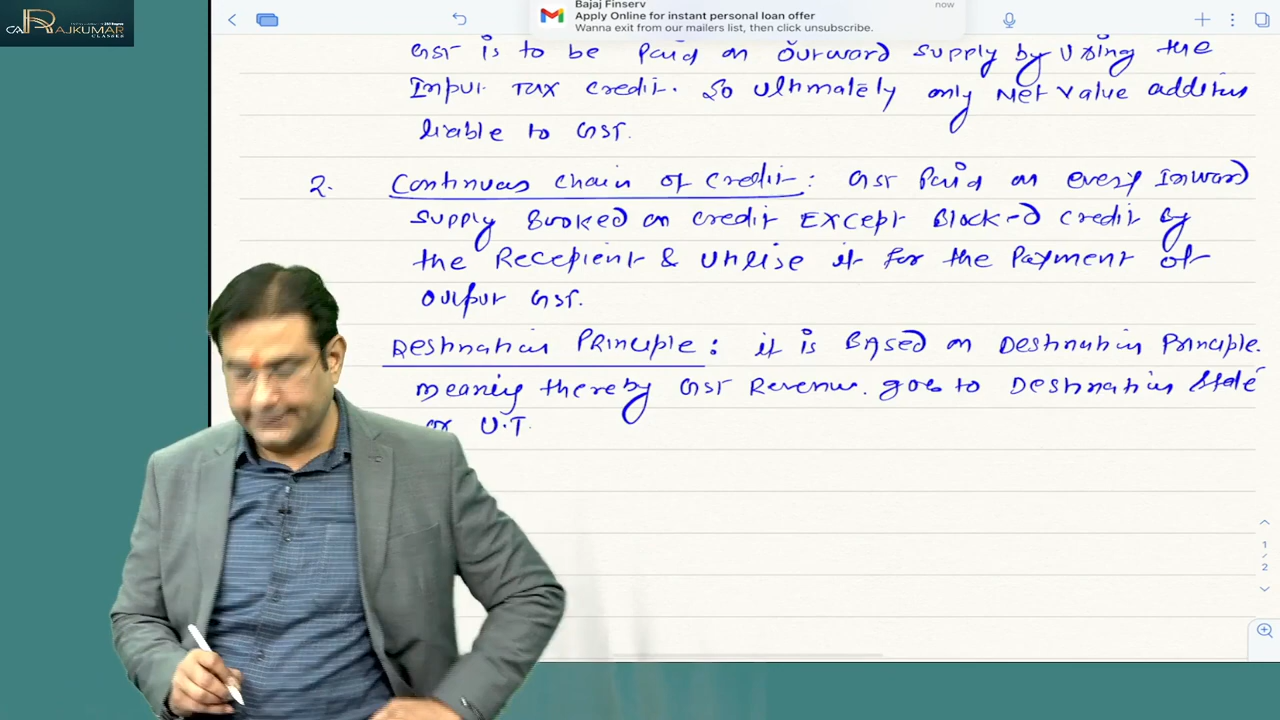 CA RAJKUMAR
CLASSES
Bajaj Finserv
now
Apply Online for instant personal loan offer
Wanna exit from our mailers list, then click unsubscribe.
GST is to be Paid on Outward supply by Using the
Input Tax credit. So Ultimately only Net Value addition
liable to GST.
2. Continuous Chain of Credit: GST Paid on every Inward
supply Booked on credit EXCEPT Blocked Credit by
the Recepient & Utilise it for the Payment of
Output GST.
Destination Principle: it is BASed on Destination Principle.
meaning thereby GST Revenue goes to Destination State
or U.T.
1
/
2